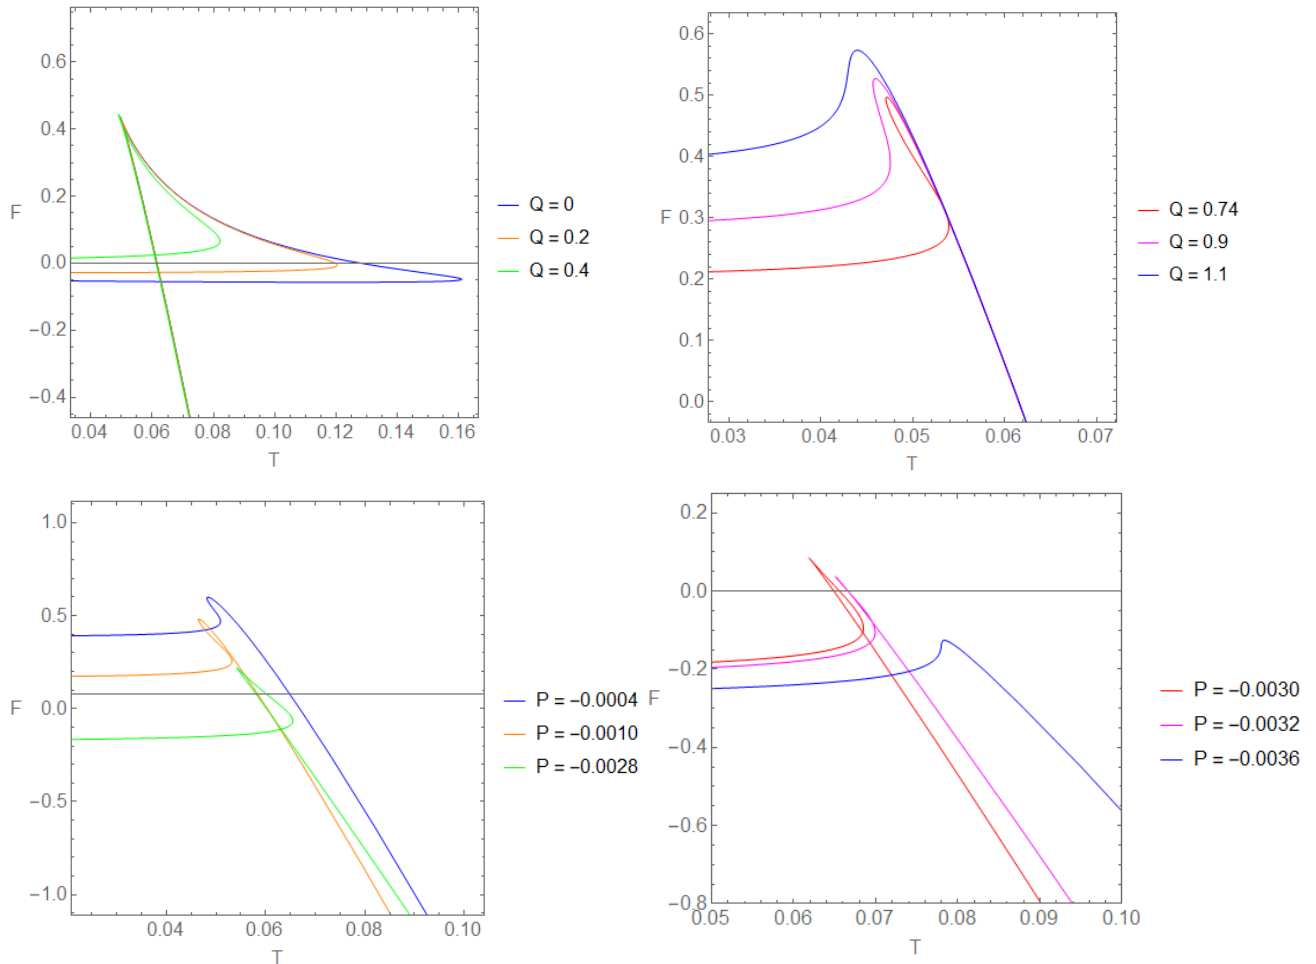 0.6
0.4
0.2
0.0
−0.2
−0.4
F
0.04 0.06 0.08 0.10 0.12 0.14 0.16
T
Q = 0
Q = 0.2
Q = 0.4
0.6
0.5
0.4
0.3
0.2
0.1
0.0
F
0.03 0.04 0.05 0.06 0.07
T
Q = 0.74
Q = 0.9
Q = 1.1
1.0
0.5
0.0
−0.5
−1.0
F
0.04 0.06 0.08 0.10
T
P = −0.0004
P = −0.0010
P = −0.0028
0.2
0.0
−0.2
−0.4
−0.6
−0.8
F
0.05 0.06 0.07 0.08 0.09 0.10
T
P = −0.0030
P = −0.0032
P = −0.0036